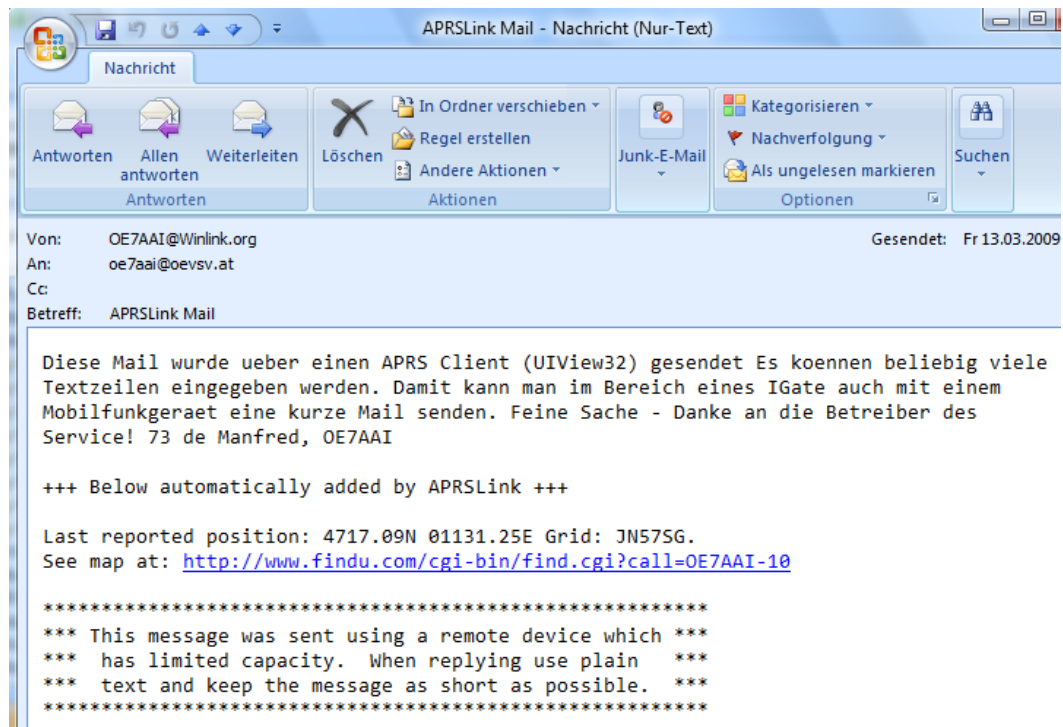 APRSLink Mail - Nachricht (Nur-Text)
Nachricht
Antworten
Allen antworten
Weiterleiten
Löschen
In Ordner verschieben
Regel erstellen
Andere Aktionen
Junk-E-Mail
Kategorisieren
Nachverfolgung
Als ungelesen markieren
Suchen
Antworten
Aktionen
Optionen
Von: OE7AAI@Winlink.org Gesendet: Fr 13.03.2009
An: oe7aai@oevsv.at
Cc:
Betreff: APRSLink Mail
Diese Mail wurde ueber einen APRS Client (UIView32) gesendet Es koennen beliebig viele
Textzeilen eingegeben werden. Damit kann man im Bereich eines IGate auch mit einem
Mobilfunkgeraet eine kurze Mail senden. Feine Sache - Danke an die Betreiber des
Service! 73 de Manfred, OE7AAI
+++ Below automatically added by APRSLink +++
Last reported position: 4717.09N 01131.25E Grid: JN57SG.
See map at: http://www.findu.com/cgi-bin/find.cgi?call=OE7AAI-10
*********************************************************
*** This message was sent using a remote device which ***
***  has limited capacity.  When replying use plain   ***
***  text and keep the message as short as possible.  ***
*********************************************************